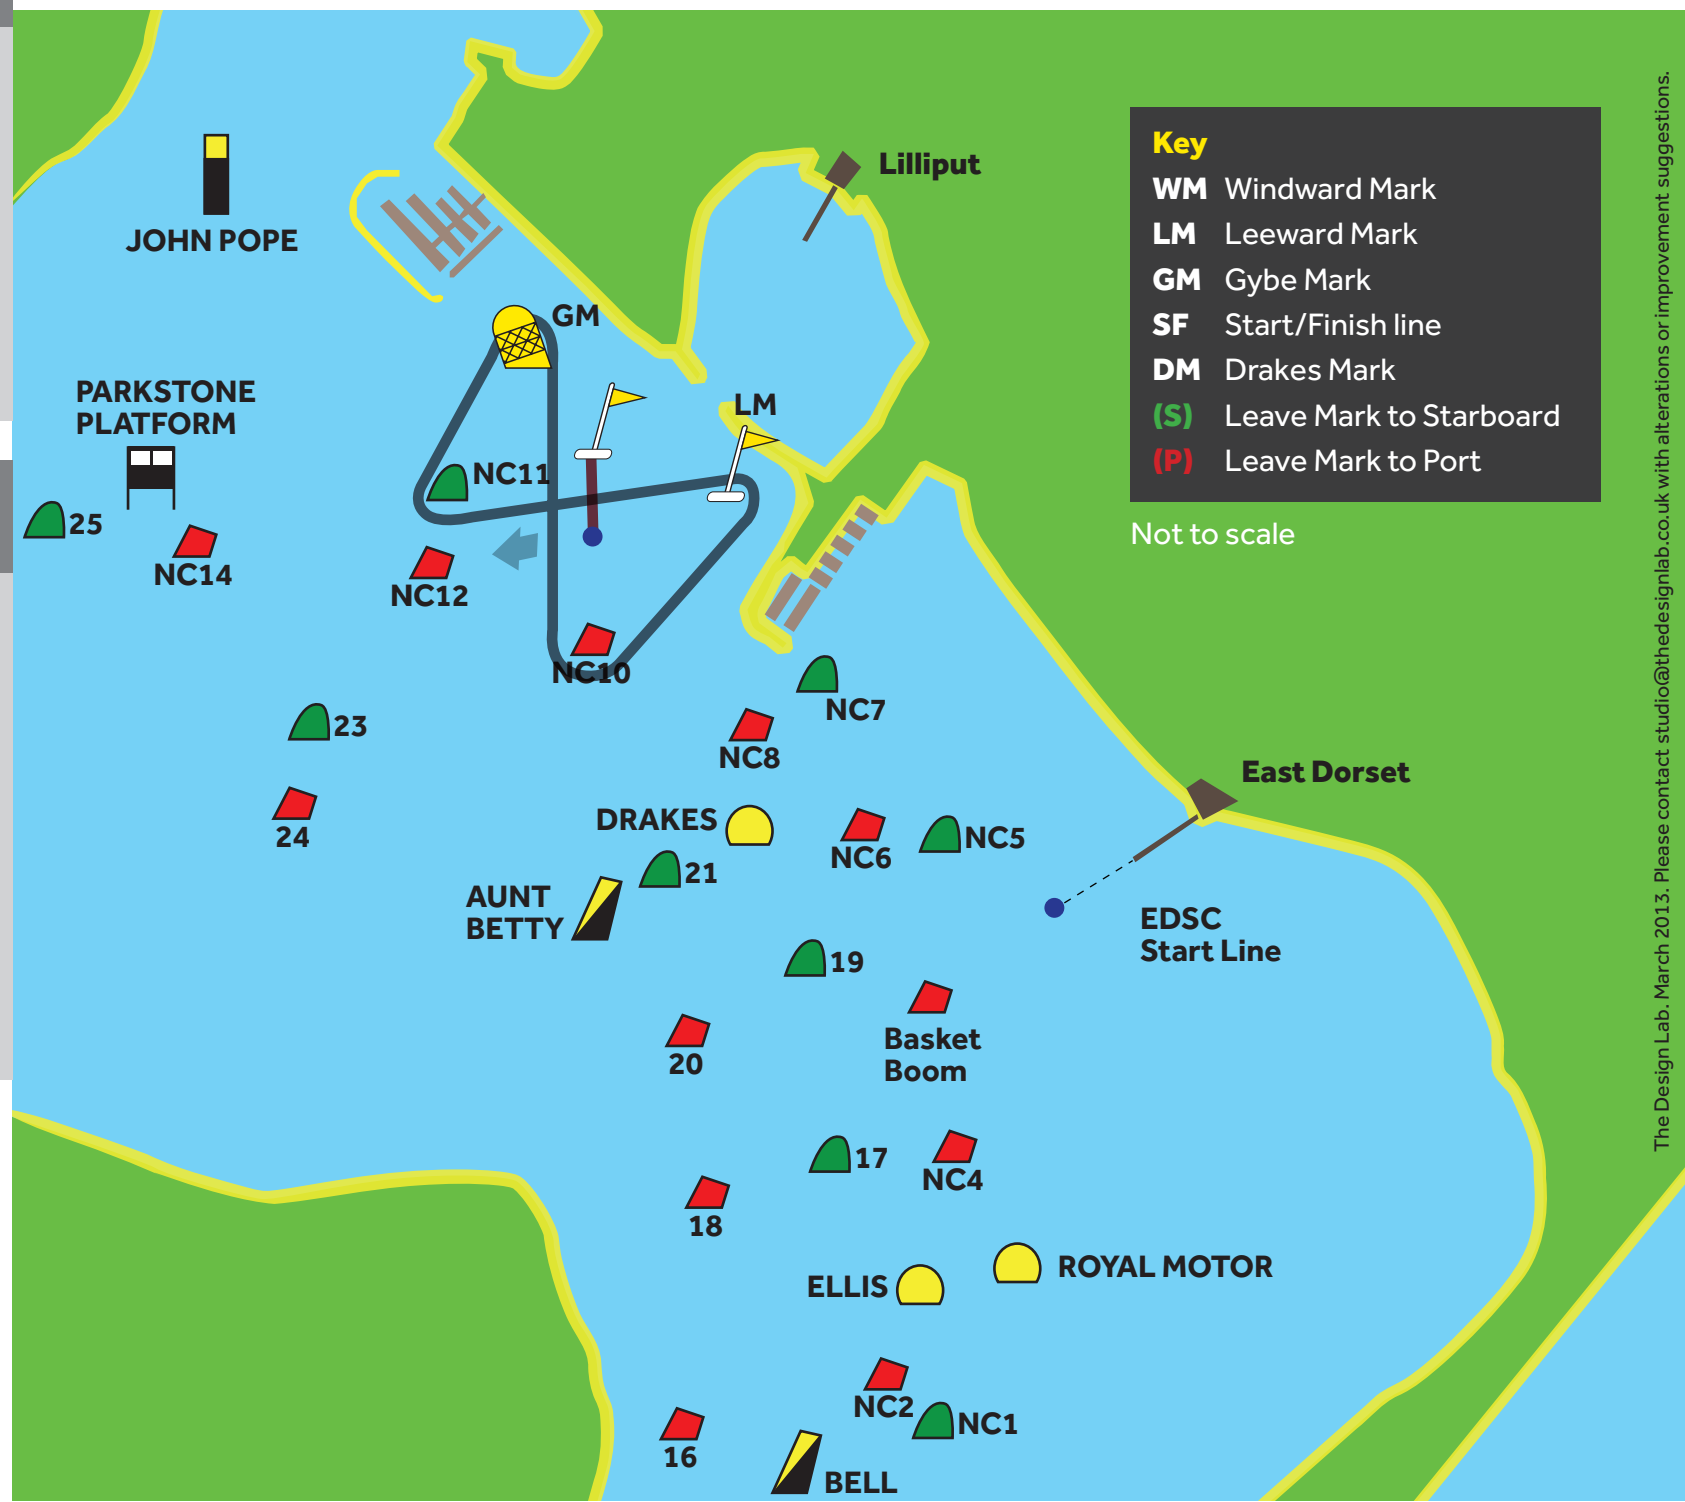 Lilliput
Key
WM Windward Mark
LM Leeward Mark
GM Gybe Mark
SF Start/Finish line
DM Drakes Mark
(S) Leave Mark to Starboard
(P) Leave Mark to Port
Not to scale
JOHN POPE
GM
PARKSTONE
PLATFORM
LM
NC11
25
NC14
NC12
NC10
NC7
23
NC8
24
DRAKES
NC6
NC5
East Dorset
21
AUNT
BETTY
EDSC
Start Line
19
Basket
Boom
20
17
NC4
18
ELLIS
ROYAL MOTOR
NC2
NC1
16
BELL
The Design Lab. March 2013. Please contact studio@thedesignlab.co.uk with alterations or improvement suggestions.